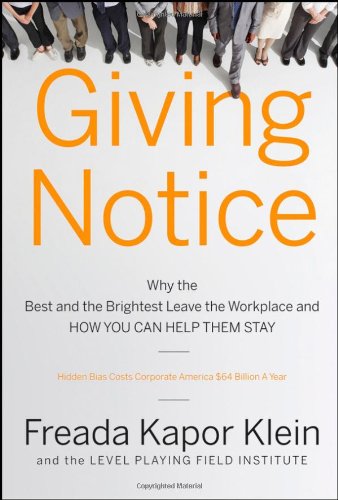 Giving
Notice
Why the
Best and the Brightest Leave the Workplace and
HOW YOU CAN HELP THEM STAY
Hidden Bias Costs Corporate America $64 Billion A Year
Freada Kapor Klein
and the LEVEL PLAYING FIELD INSTITUTE